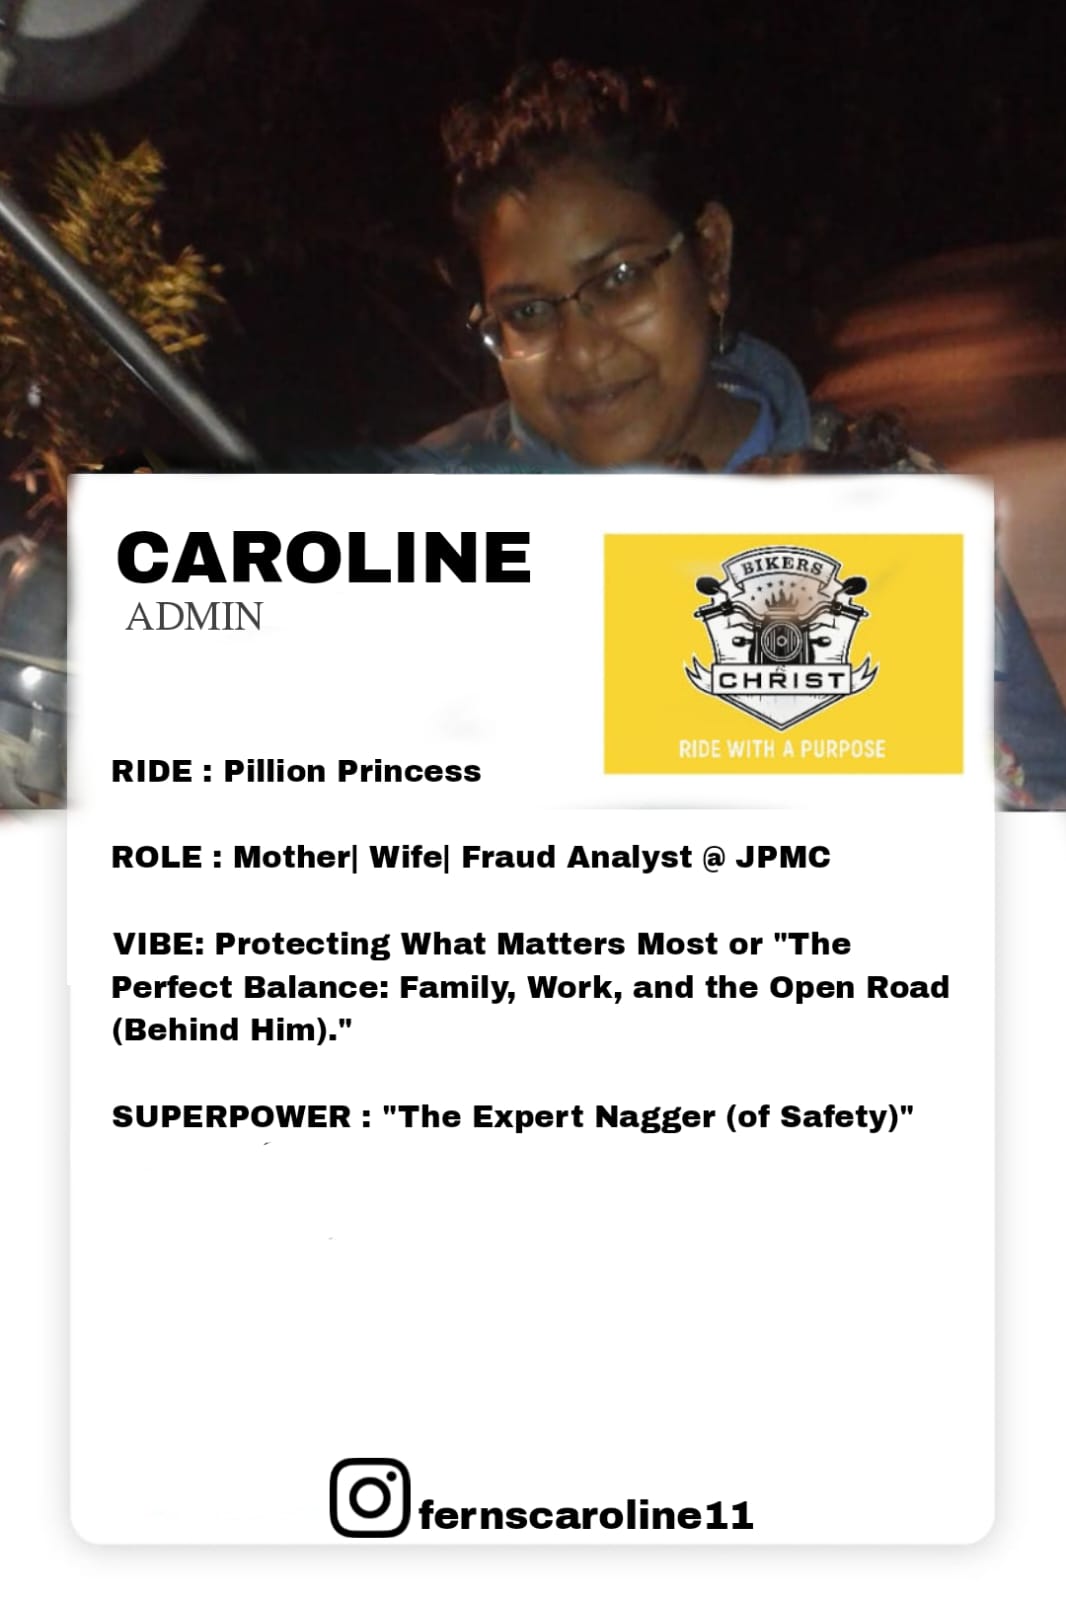 CAROLINE
ADMIN
BIKERS
CHRIST
RIDE WITH A PURPOSE
RIDE : Pillion Princess
ROLE : Mother| Wife| Fraud Analyst @ JPMC
VIBE: Protecting What Matters Most or "The
Perfect Balance: Family, Work, and the Open Road
(Behind Him)."
SUPERPOWER : "The Expert Nagger (of Safety)"
fernscaroline11